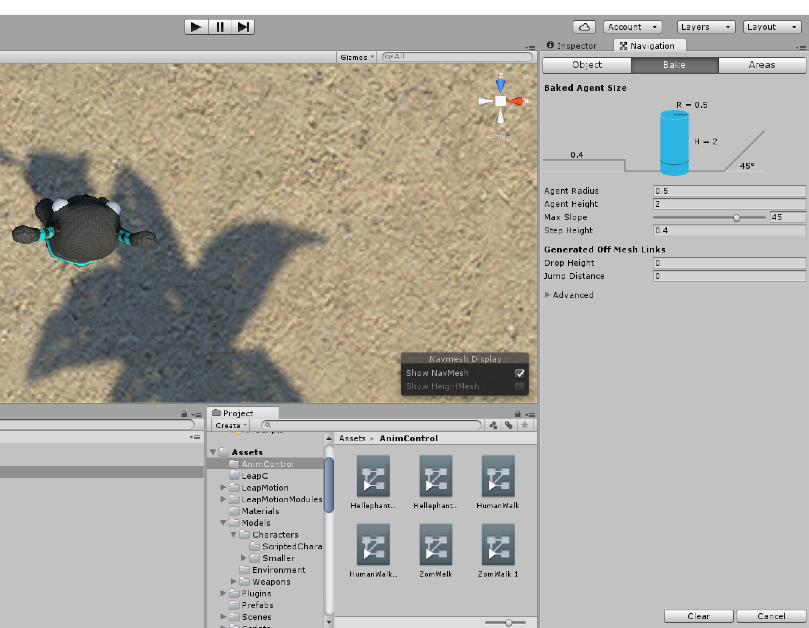 Account Layers Layout
Inspector Navigation
Gizmos All
Object Bake Areas
Baked Agent Size
R = 0.5
H = 2
0.4
45°
Agent Radius 0.5
Agent Height 2
Max Slope 45
Step Height 0.4
Generated Off Mesh Links
Drop Height 0
Jump Distance 0
Advanced
Z
Top
Navmesh Display
Show NavMesh
Show HeightMesh
Project
Create
Assets
AnimControl
LeapC
LeapMotion
LeapMotionModules
Materials
Models
Characters
ScriptedChara
Smaller
Environment
Weapons
Plugins
Prefabs
Scenes
Scripts
Assets AnimControl
Hellephant.. Hellephant.. HumanWalk
HumanWalk.. ZomWalk ZomWalk 1
Clear Cancel